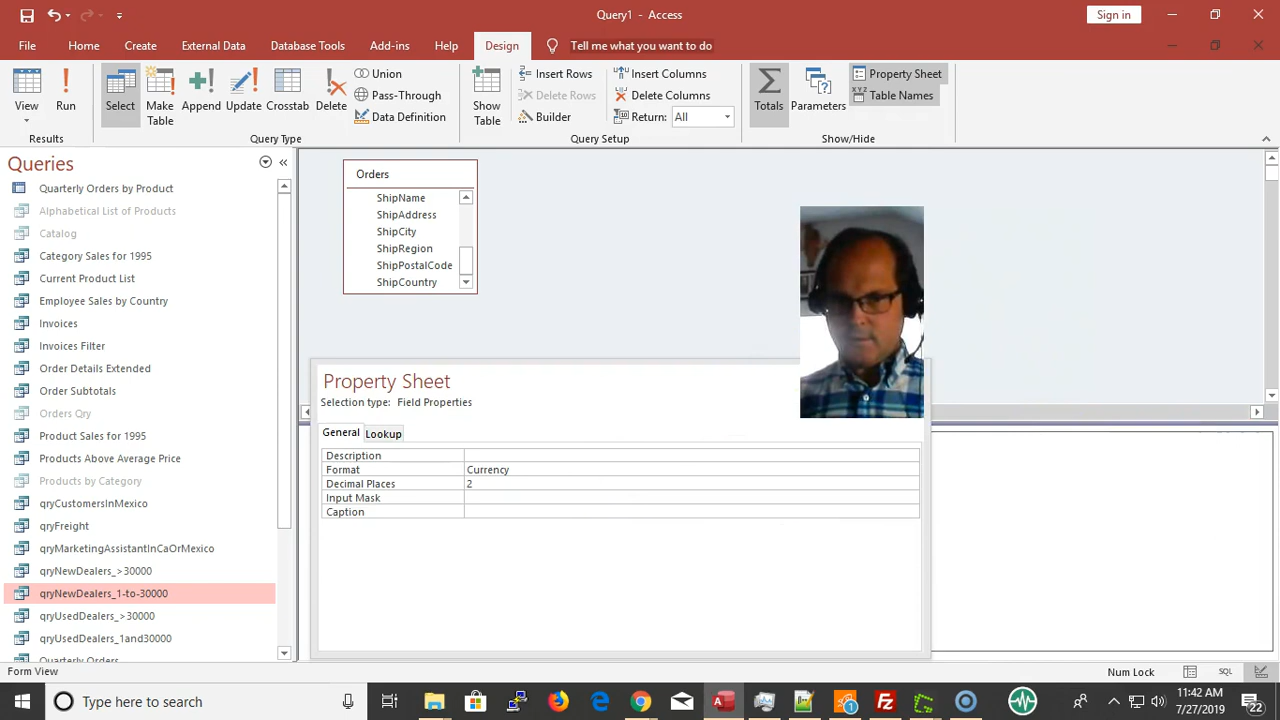 Query1 - Access
Sign in
File
Home
Create
External Data
Database Tools
Add-ins
Help
Design
Tell me what you want to do
View
Run
Select
Make Table
Append
Update
Crosstab
Delete
Union
Pass-Through
Data Definition
Show Table
Insert Rows
Delete Rows
Builder
Insert Columns
Delete Columns
Return: All
Totals
Parameters
Property Sheet
XYZ Table Names
Results
Query Type
Query Setup
Show/Hide
Queries
Quarterly Orders by Product
Alphabetical List of Products
Catalog
Category Sales for 1995
Current Product List
Employee Sales by Country
Invoices
Invoices Filter
Order Details Extended
Order Subtotals
Orders Qry
Product Sales for 1995
Products Above Average Price
Products by Category
qryCustomersInMexico
qryFreight
qryMarketingAssistantInCaOrMexico
qryNewDealers_>30000
qryNewDealers_1-to-30000
qryUsedDealers_>30000
qryUsedDealers_1and30000
Quarterly Orders
Orders
ShipName
ShipAddress
ShipCity
ShipRegion
ShipPostalCode
ShipCountry
Property Sheet
Selection type: Field Properties
General
Lookup
Description
Format Currency
Decimal Places 2
Input Mask
Caption
Form View
Num Lock
SQL
Type here to search
11:42 AM
7/27/2019
22